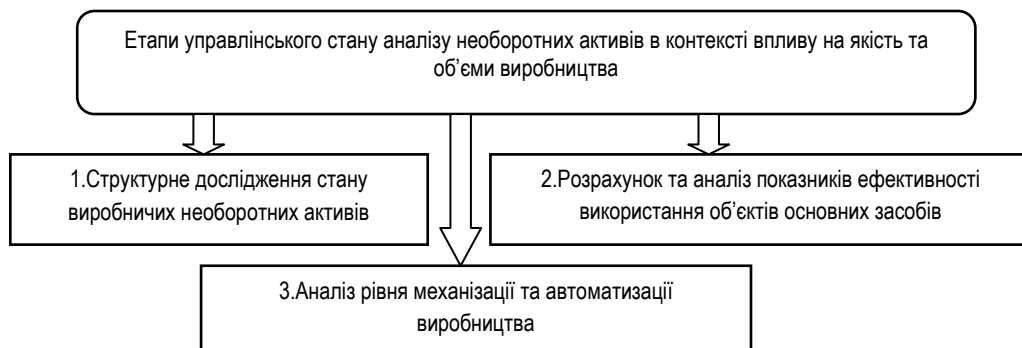 Етапи управлінського стану аналізу необоротних активів в контексті впливу на якість та
об’єми виробництва
1.Структурне дослідження стану
виробничих необоротних активів
2.Розрахунок та аналіз показників ефективності
використання об’єктів основних засобів
3.Аналіз рівня механізації та автоматизації
виробництва